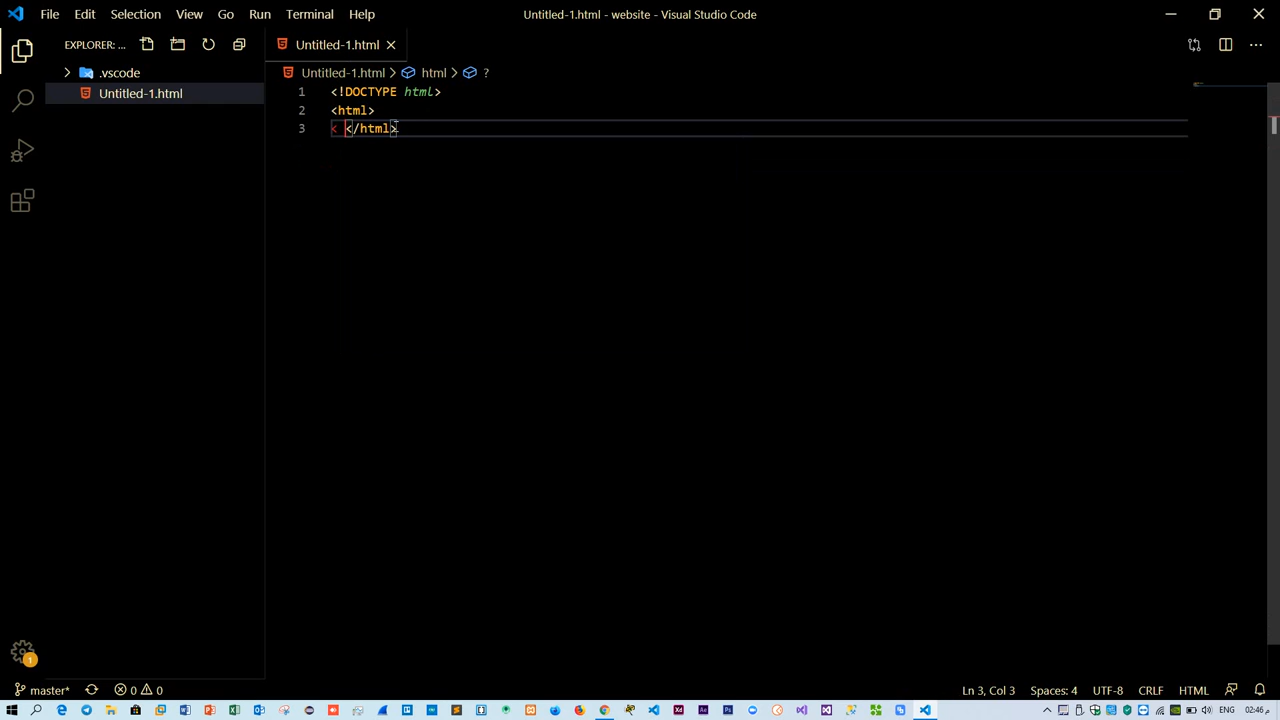 File Edit Selection View Go Run Terminal Help
Untitled-1.html - website - Visual Studio Code
EXPLORER: ...
Untitled-1.html
.vscode
Untitled-1.html
Untitled-1.html > html > ?
1 <!DOCTYPE html>
2 <html>
3 < </html>
master*
0 0
Ln 3, Col 3
Spaces: 4
UTF-8
CRLF
HTML
1
ENG
02:46 م